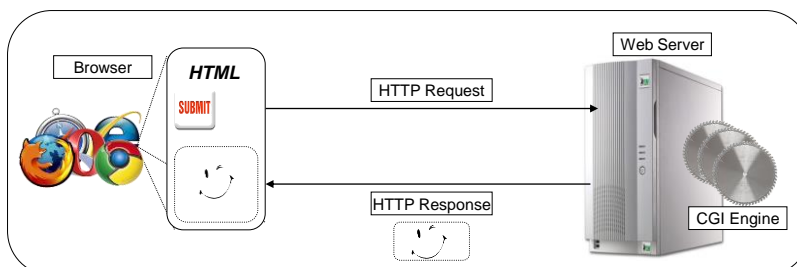 Web Server
Browser
HTML
HTTP Request
SUBMIT
HTTP Response
CGI Engine